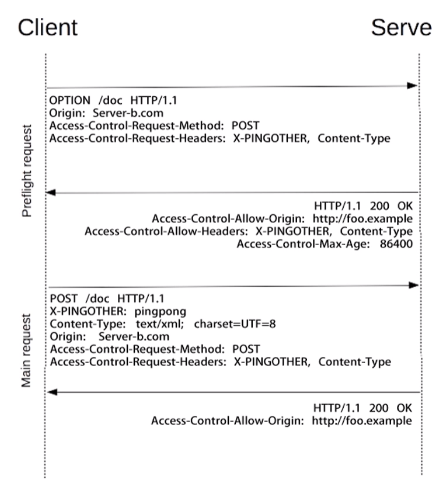 Client
Serve
Preflight request
OPTION /doc HTTP/1.1
Origin: Server-b.com
Access-Control-Request-Method: POST
Access-Control-Request-Headers: X-PINGOTHER, Content-Type
HTTP/1.1 200 OK
Access-Control-Allow-Origin: http://foo.example
Access-Control-Allow-Headers: X-PINGOTHER, Content-Type
Access-Control-Max-Age: 86400
Main request
POST /doc HTTP/1.1
X-PINGOTHER: pingpong
Content-Type: text/xml; charset=UTF=8
Origin: Server-b.com
Access-Control-Request-Method: POST
Access-Control-Request-Headers: X-PINGOTHER, Content-Type
HTTP/1.1 200 OK
Access-Control-Allow-Origin: http://foo.example